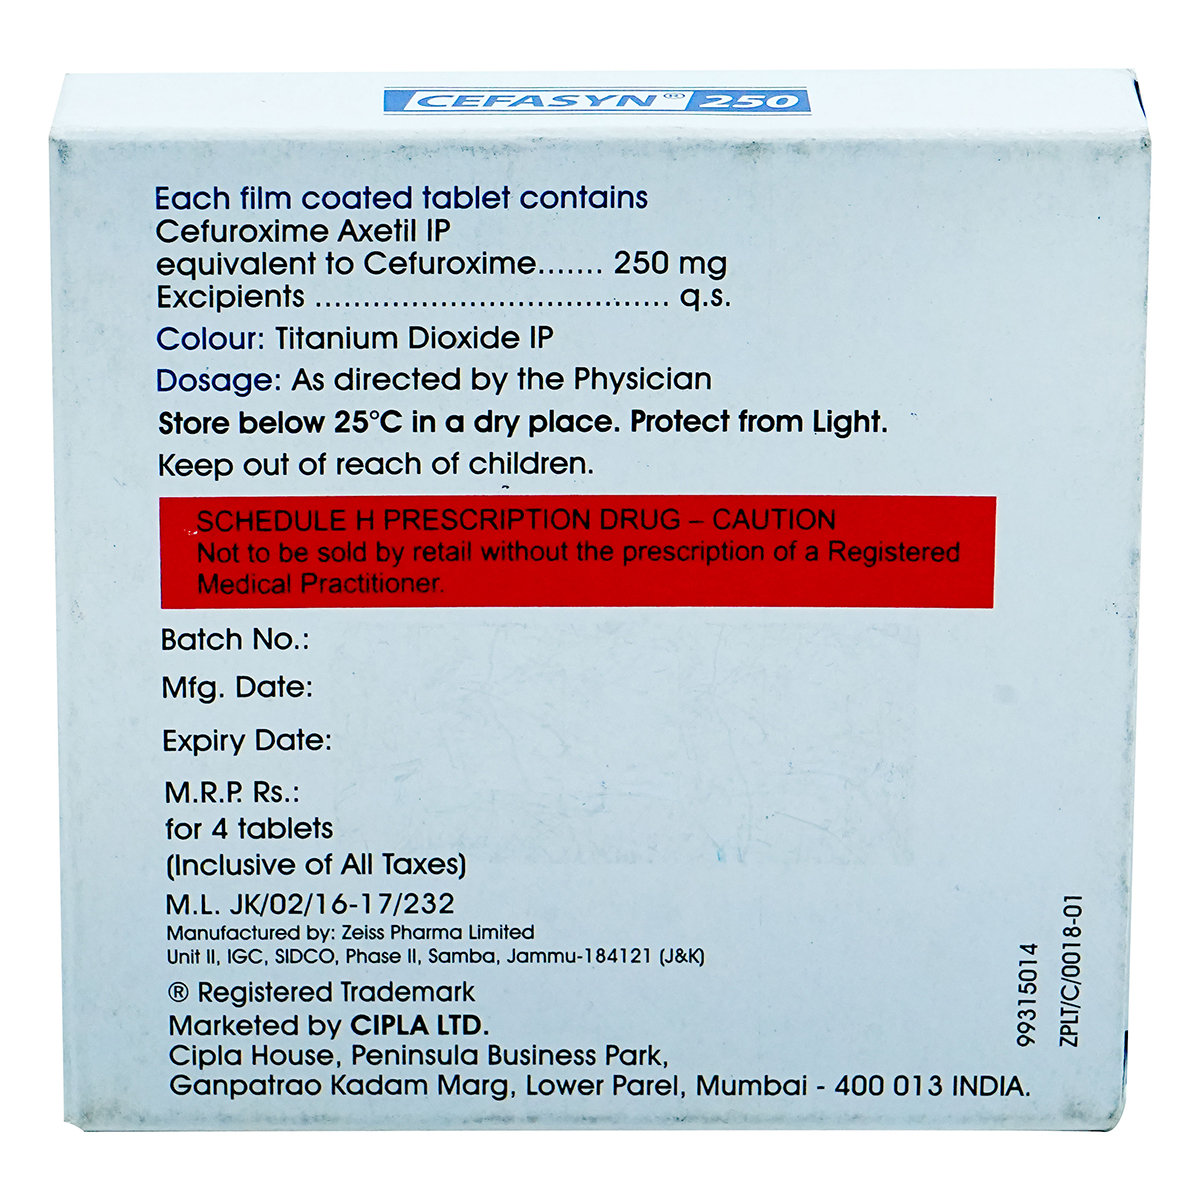 CEFASYN® 250
Each film coated tablet contains
Cefuroxime Axetil IP
equivalent to Cefuroxime....... 250 mg
Excipients ..................................... q.s.
Colour: Titanium Dioxide IP
Dosage: As directed by the Physician
Store below 25°C in a dry place. Protect from Light.
Keep out of reach of children.
SCHEDULE H PRESCRIPTION DRUG – CAUTION
Not to be sold by retail without the prescription of a Registered
Medical Practitioner.
Batch No.:
Mfg. Date:
Expiry Date:
M.R.P. Rs.:
for 4 tablets
(Inclusive of All Taxes)
M.L. JK/02/16-17/232
Manufactured by: Zeiss Pharma Limited
Unit II, IGC, SIDCO, Phase II, Samba, Jammu-184121 (J&K)
® Registered Trademark
Marketed by CIPLA LTD.
Cipla House, Peninsula Business Park,
Ganpatrao Kadam Marg, Lower Parel, Mumbai - 400 013 INDIA.
99315014
ZPLT/C/0018-01